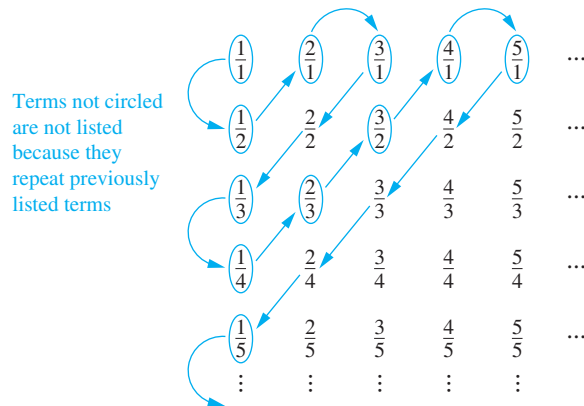 1/1 2/1 3/1 4/1 5/1 ...
Terms not circled
are not listed
because they
repeat previously
listed terms
1/2 2/2 3/2 4/2 5/2 ...
1/3 2/3 3/3 4/3 5/3 ...
1/4 2/4 3/4 4/4 5/4 ...
1/5 2/5 3/5 4/5 5/5 ...
⋮ ⋮ ⋮ ⋮ ⋮